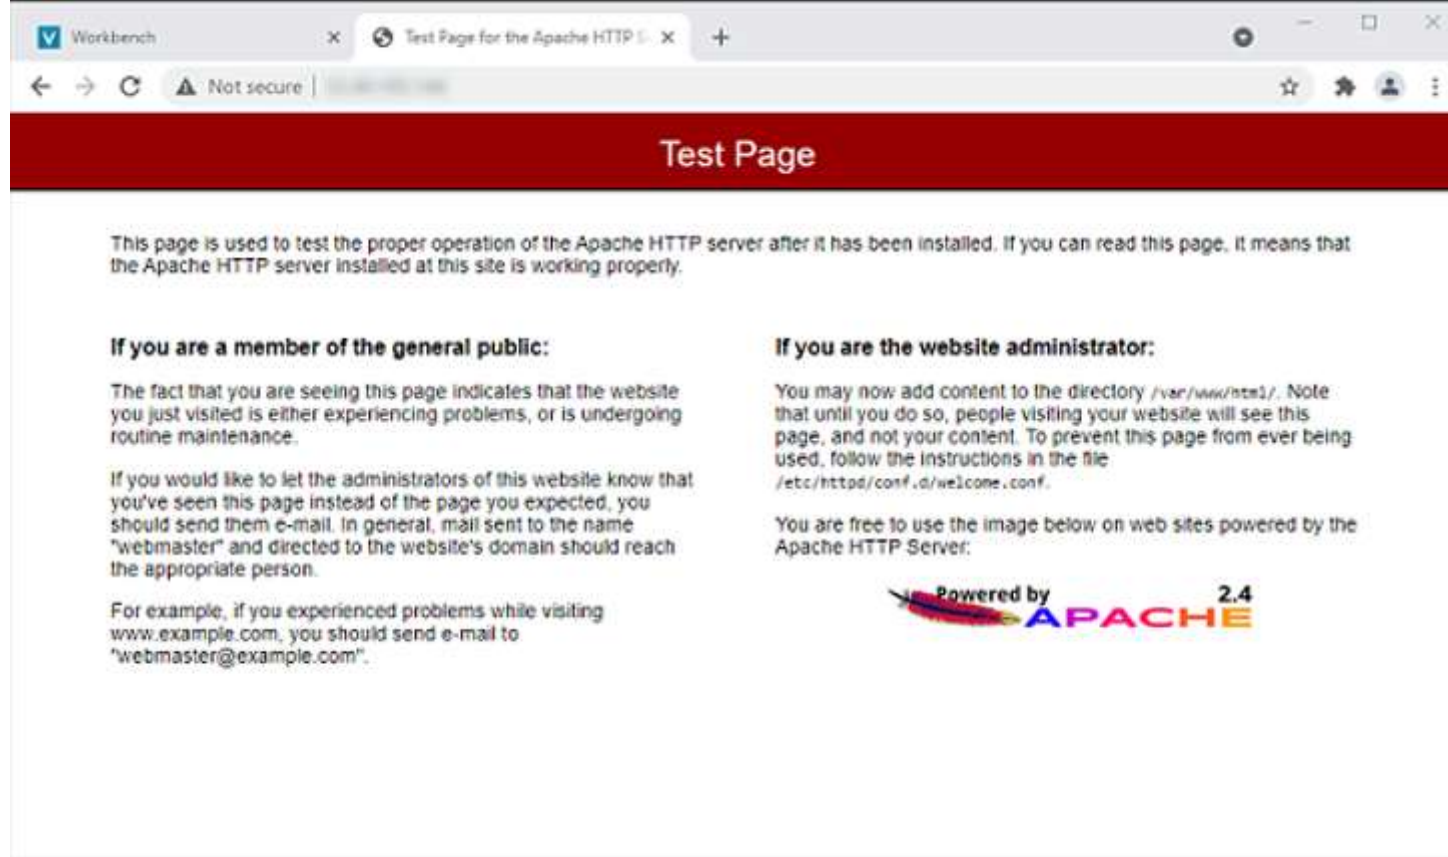 Workbench
Test Page for the Apache HTTP S
Not secure
Test Page
This page is used to test the proper operation of the Apache HTTP server after it has been installed. If you can read this page, it means that
the Apache HTTP server installed at this site is working properly.
If you are a member of the general public:
The fact that you are seeing this page indicates that the website
you just visited is either experiencing problems, or is undergoing
routine maintenance.
If you would like to let the administrators of this website know that
you've seen this page instead of the page you expected, you
should send them e-mail. In general, mail sent to the name
"webmaster" and directed to the website's domain should reach
the appropriate person.
For example, if you experienced problems while visiting
www.example.com, you should send e-mail to
"webmaster@example.com".
If you are the website administrator:
You may now add content to the directory /var/www/html/. Note
that until you do so, people visiting your website will see this
page, and not your content. To prevent this page from ever being
used, follow the instructions in the file
/etc/httpd/conf.d/welcome.conf.
You are free to use the image below on web sites powered by the
Apache HTTP Server:
Powered by 2.4
APACHE